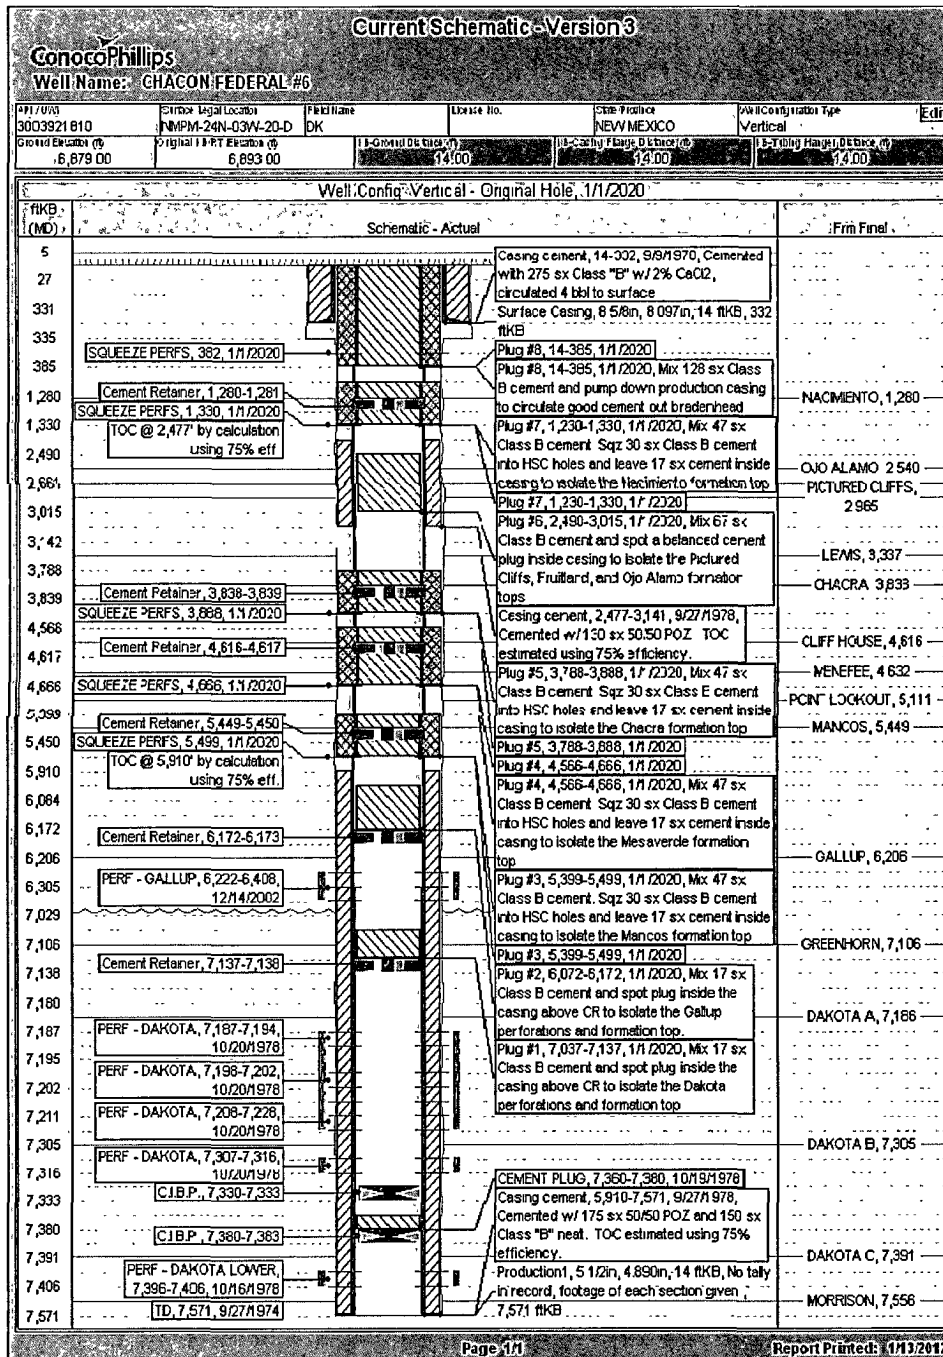 Current Schematic - Version 3
ConocoPhillips
Well Name: CHACON FEDERAL #6
API / UWI
Surface Legal Location
Field Name
License No.
State/Province
Well Configuration Type
Edit
3003921810
NMPM-24N-03W-20-D
DK
NEW MEXICO
Vertical
Ground Elevation (ft)
Original KB/RT Elevation (ft)
KB-Ground Distance (ft)
KB-Casing Flange Distance (ft)
KB-Tubing Hanger Distance (ft)
6,879 00
6,893 00
14.00
14.00
14.00
Well Config: Vertical - Original Hole, 1/1/2020
ftKB
(MD)
Schematic - Actual
Frm Final
5
27
331
335
385
1,280
1,330
2,490
2,661
3,015
3,142
3,788
3,839
4,568
4,617
4,666
5,399
5,450
5,910
6,084
6,172
6,206
6,305
7,029
7,106
7,138
7,180
7,187
7,195
7,202
7,211
7,305
7,316
7,333
7,380
7,391
7,406
7,571
SQUEEZE PERFS, 382, 1/1/2020
Cement Retainer, 1,280-1,281
SQUEEZE PERFS, 1,330, 1/1/2020
TOC @ 2,477' by calculation
using 75% eff
Cement Retainer, 3,838-3,839
SQUEEZE PERFS, 3,888, 1/1/2020
Cement Retainer, 4,616-4,617
SQUEEZE PERFS, 4,666, 1/1/2020
Cement Retainer, 5,449-5,450
SQUEEZE PERFS, 5,499, 1/1/2020
TOC @ 5,910' by calculation
using 75% eff.
Cement Retainer, 6,172-6,173
PERF - GALLUP, 6,222-6,408,
12/14/2002
Cement Retainer, 7,137-7,138
PERF - DAKOTA, 7,187-7,194,
10/20/1978
PERF - DAKOTA, 7,198-7,202,
10/20/1978
PERF - DAKOTA, 7,208-7,228,
10/20/1978
PERF - DAKOTA, 7,307-7,316,
10/20/1978
C.I.B.P., 7,330-7,333
C.I.B.P, 7,380-7,383
PERF - DAKOTA LOWER,
7,396-7,406, 10/16/1978
TD, 7,571, 9/27/1974
Casing cement, 14-332, 9/9/1970, Cemented
with 275 sx Class "B" w/ 2% CaCl2,
circulated 4 bbl to surface
Surface Casing, 8 5/8in, 8 097in, 14 ftKB, 332
ftKB
Plug #8, 14-385, 1/1/2020
Plug #8, 14-385, 1/1/2020, Mix 128 sx Class
B cement and pump down production casing
to circulate good cement out bradenhead
Plug #7, 1,230-1,330, 1/1/2020, Mix 47 sx
Class B cement. Sqz 30 sx Class B cement
into HSC holes and leave 17 sx cement inside
casing to isolate the Nacimiento formation top
Plug #7, 1,230-1,330, 1/1/2020
Plug #6, 2,490-3,015, 1/1/2020, Mix 67 sx
Class B cement and spot a balanced cement
plug inside casing to isolate the Pictured
Cliffs, Fruitland, and Ojo Alamo formation
tops
Casing cement, 2,477-3,141, 9/27/1978,
Cemented w/ 130 sx 50/50 POZ TOC
estimated using 75% efficiency.
Plug #5, 3,788-3,888, 1/1/2020, Mix 47 sx
Class B cement Sqz 30 sx Class B cement
into HSC holes and leave 17 sx cement inside
casing to isolate the Chacra formation top
Plug #5, 3,788-3,888, 1/1/2020
Plug #4, 4,566-4,666, 1/1/2020
Plug #4, 4,566-4,666, 1/1/2020, Mix 47 sx
Class B cement Sqz 30 sx Class B cement
into HSC holes and leave 17 sx cement inside
casing to isolate the Mesaverde formation
top
Plug #3, 5,399-5,499, 1/1/2020, Mix 47 sx
Class B cement. Sqz 30 sx Class B cement
into HSC holes and leave 17 sx cement inside
casing to isolate the Mancos formation top
Plug #3, 5,399-5,499, 1/1/2020
Plug #2, 6,072-6,172, 1/1/2020, Mix 17 sx
Class B cement and spot plug inside the
casing above CR to isolate the Gallup
perforations and formation top.
Plug #1, 7,037-7,137, 1/1/2020, Mix 17 sx
Class B cement and spot plug inside the
casing above CR to isolate the Dakota
perforations and formation top
CEMENT PLUG, 7,360-7,380, 10/19/1978
Casing cement, 5,910-7,571, 9/27/1978,
Cemented w/ 175 sx 50/50 POZ and 150 sx
Class "B" neat. TOC estimated using 75%
efficiency.
Production1, 5 1/2in, 4.890in, 14 ftKB, No tally
in record, footage of each section given,
7,571 ftKB
NACIMIENTO, 1,280
OJO ALAMO 2 540
PICTURED CLIFFS,
2 965
LEWIS, 3,337
CHACRA 3,833
CLIFF HOUSE, 4,616
MENEFEE, 4 632
POINT LOOKOUT, 5,111
MANCOS, 5,449
GALLUP, 6,206
GREENHORN, 7,106
DAKOTA A, 7,186
DAKOTA B, 7,305
DAKOTA C, 7,391
MORRISON, 7,556
Page 1/1
Report Printed: 1/13/2012